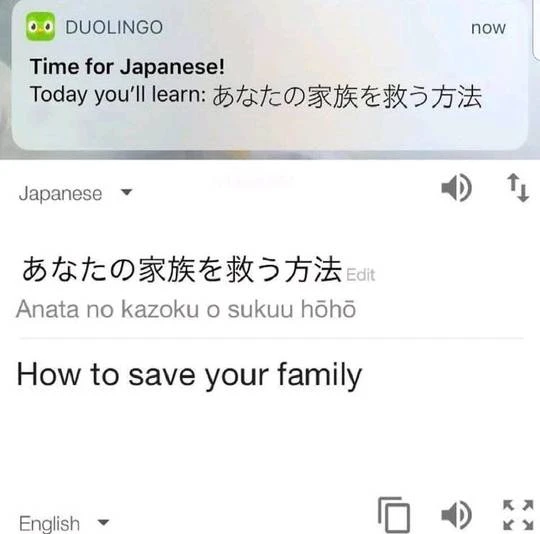 DUOLINGO now
Time for Japanese!
Today you'll learn: あなたの家族を救う方法
Japanese
あなたの家族を救う方法 Edit
Anata no kazoku o sukuu hōhō
How to save your family
English